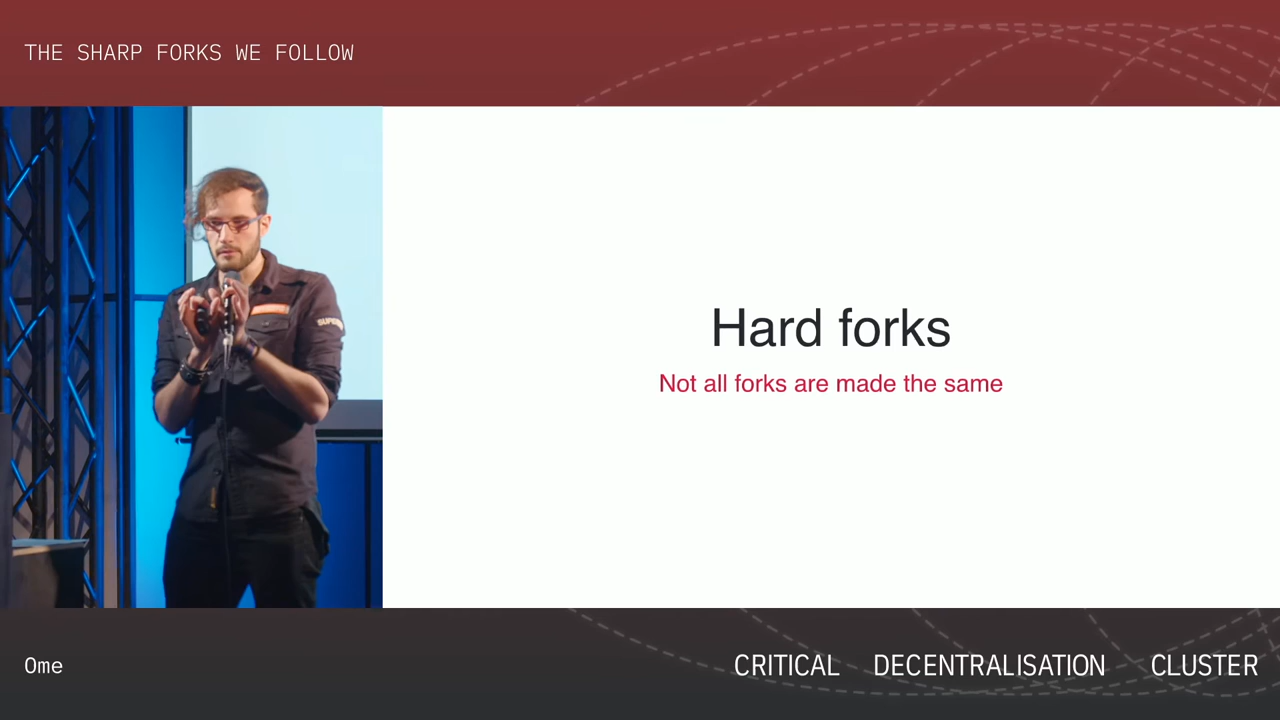 THE SHARP FORKS WE FOLLOW
Hard forks
Not all forks are made the same
Ome
CRITICAL DECENTRALISATION CLUSTER